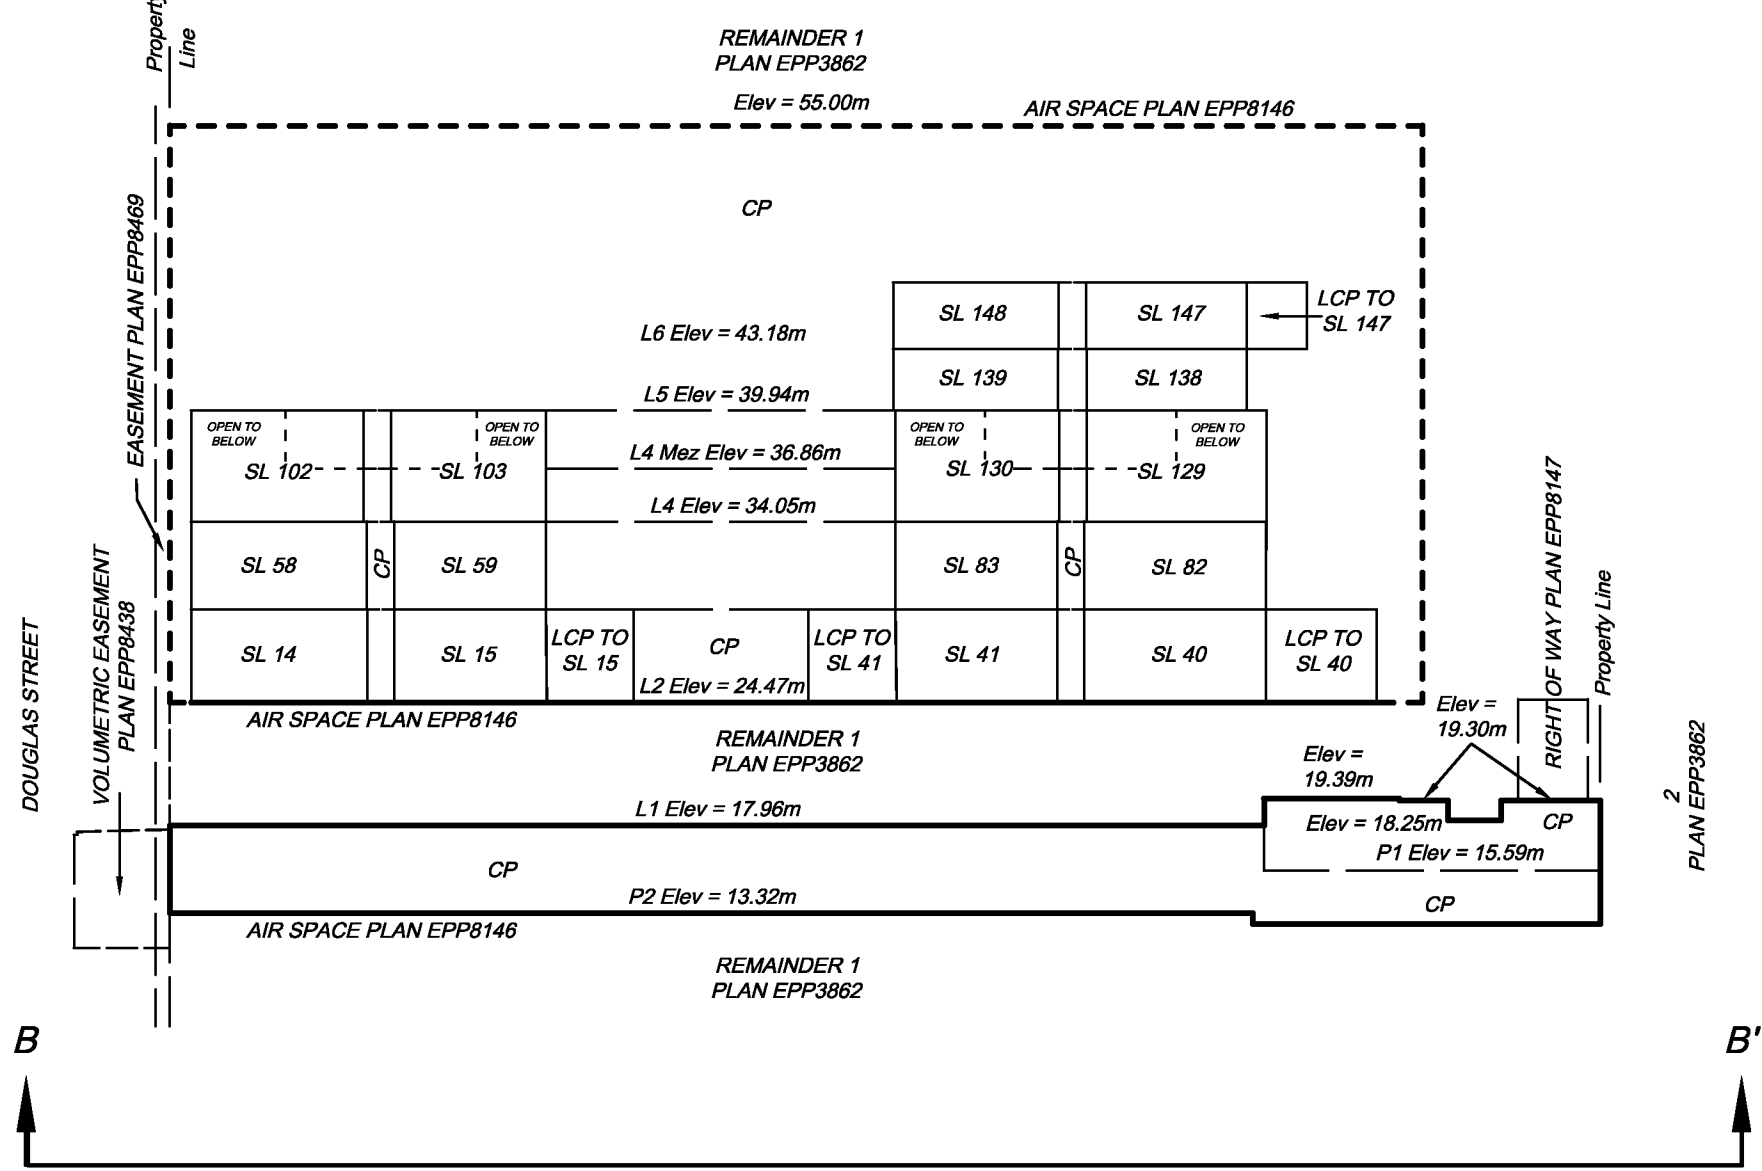 Property
Line
REMAINDER 1
PLAN EPP3862
Elev = 55.00m
AIR SPACE PLAN EPP8146
CP
EASEMENT PLAN EPP8469
SL 148
SL 147
LCP TO
SL 147
L6 Elev = 43.18m
SL 139
SL 138
L5 Elev = 39.94m
OPEN TO
BELOW
OPEN TO
BELOW
OPEN TO
BELOW
OPEN TO
BELOW
SL 102
SL 103
L4 Mez Elev = 36.86m
SL 130
SL 129
L4 Elev = 34.05m
SL 58
CP
SL 59
SL 83
CP
SL 82
SL 14
SL 15
LCP TO
SL 15
CP
LCP TO
SL 41
SL 41
SL 40
LCP TO
SL 40
L2 Elev = 24.47m
AIR SPACE PLAN EPP8146
DOUGLAS STREET
VOLUMETRIC EASEMENT
PLAN EPP8438
REMAINDER 1
PLAN EPP3862
Elev =
19.30m
Elev =
19.39m
RIGHT OF WAY PLAN EPP8147
Property Line
2
PLAN EPP3862
L1 Elev = 17.96m
Elev = 18.25m
CP
P1 Elev = 15.59m
CP
P2 Elev = 13.32m
CP
AIR SPACE PLAN EPP8146
REMAINDER 1
PLAN EPP3862
B
B'